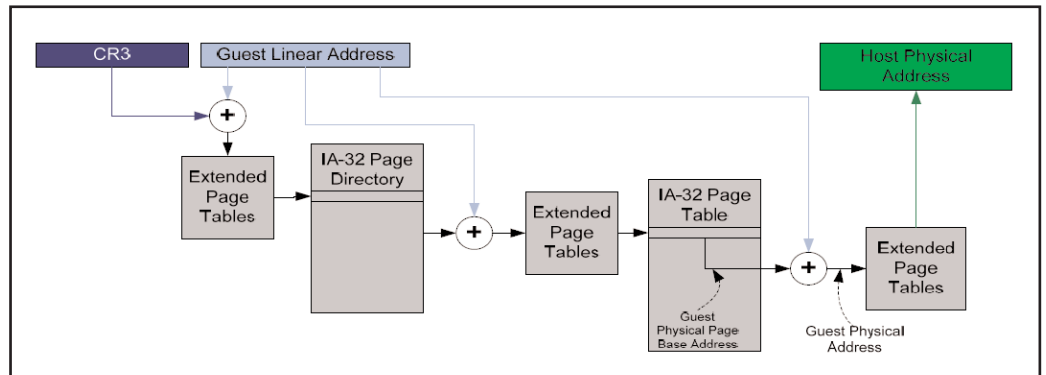 CR3
Guest Linear Address
Host Physical
Address
+
Extended
Page
Tables
IA-32 Page
Directory
+
Extended
Page
Tables
IA-32 Page
Table
Guest
Physical Page
Base Address
+
Guest Physical
Address
Extended
Page
Tables